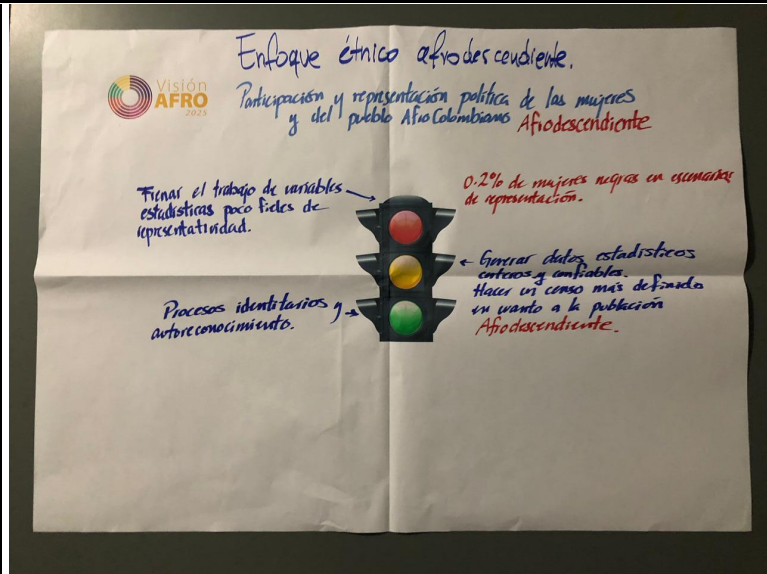 Enfoque étnico afrodescendiente.
Visión
AFRO
2025
Participación y representación política de las mujeres
y del pueblo AfroColombiano Afrodescendiente
Frenar el trabajo de variables
estadísticas poco fieles de
representatividad.
0.2% de mujeres negras en escenarios
de representación.
Generar datos estadísticos
certeros y confiables.
Hacer un censo más definido
en cuanto a la población
Afrodescendiente.
Procesos identitarios y
autoreconocimiento.